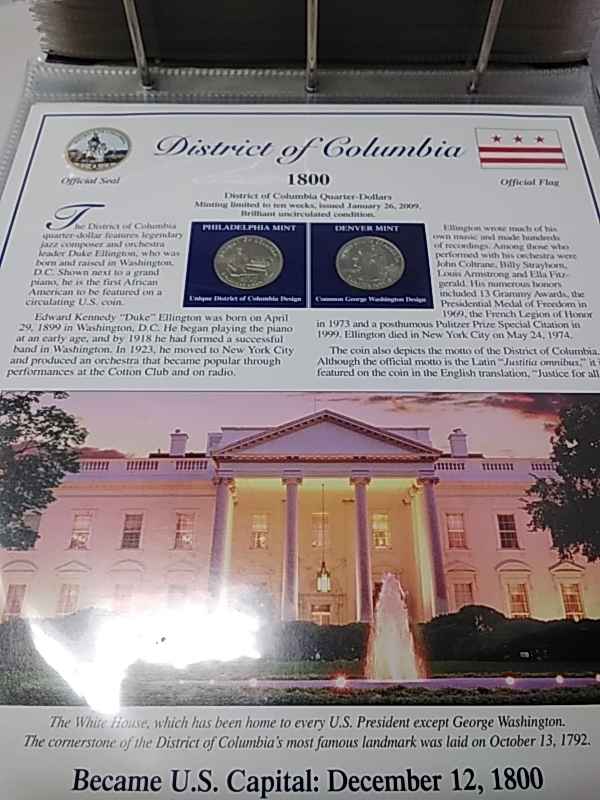 District of Columbia
1800
Official Seal
Official Flag
District of Columbia Quarter-Dollars
Minting limited to ten weeks, issued January 26, 2009.
Brilliant uncirculated condition.
The District of Columbia
quarter-dollar features legendary
jazz composer and orchestra
leader Duke Ellington, who was
born and raised in Washington,
D.C. Shown next to a grand
piano, he is the first African
American to be featured on a
circulating U.S. coin.
Edward Kennedy "Duke" Ellington was born on April
29, 1899 in Washington, D.C. He began playing the piano
at an early age, and by 1918 he had formed a successful
band in Washington. In 1923, he moved to New York City
and produced an orchestra that became popular through
performances at the Cotton Club and on radio.
PHILADELPHIA MINT
Unique District of Columbia Design
DENVER MINT
Common George Washington Design
Ellington wrote much of his
own music and made hundreds
of recordings. Among those who
performed with his orchestra were
John Coltrane, Billy Strayhorn,
Louis Armstrong and Ella Fitz-
gerald. His numerous honors
included 13 Grammy Awards, the
Presidential Medal of Freedom in
1969, the French Legion of Honor
in 1973 and a posthumous Pulitzer Prize Special Citation in
1999. Ellington died in New York City on May 24, 1974.
The coin also depicts the motto of the District of Columbia.
Although the official motto is the Latin "Justitia omnibus," it i
featured on the coin in the English translation, "Justice for all
The White House, which has been home to every U.S. President except George Washington.
The cornerstone of the District of Columbia's most famous landmark was laid on October 13, 1792.
Became U.S. Capital: December 12, 1800